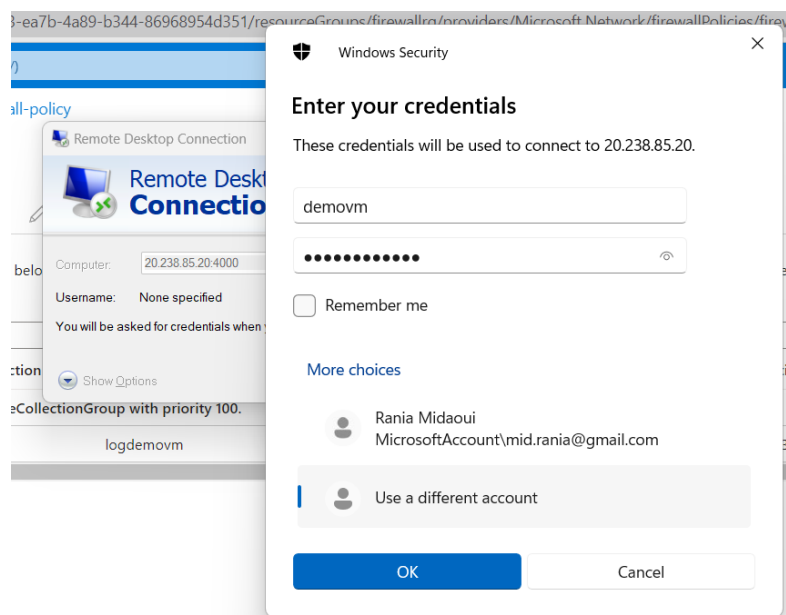 3-ea7b-4a89-b344-86968954d351/resourceGroups/firewallrg/providers/Microsoft.Network/firewallPolicies/firew
all-policy
Windows Security
Enter your credentials
These credentials will be used to connect to 20.238.85.20.
demovm
Remember me
More choices
Rania Midaoui
MicrosoftAccount\mid.rania@gmail.com
Use a different account
OK Cancel
Remote Desktop Connection
Remote Deskt
Connectio
Computer: 20.238.85.20:4000
Username: None specified
You will be asked for credentials when
Show Options
belo
ction
eCollectionGroup with priority 100.
logdemovm